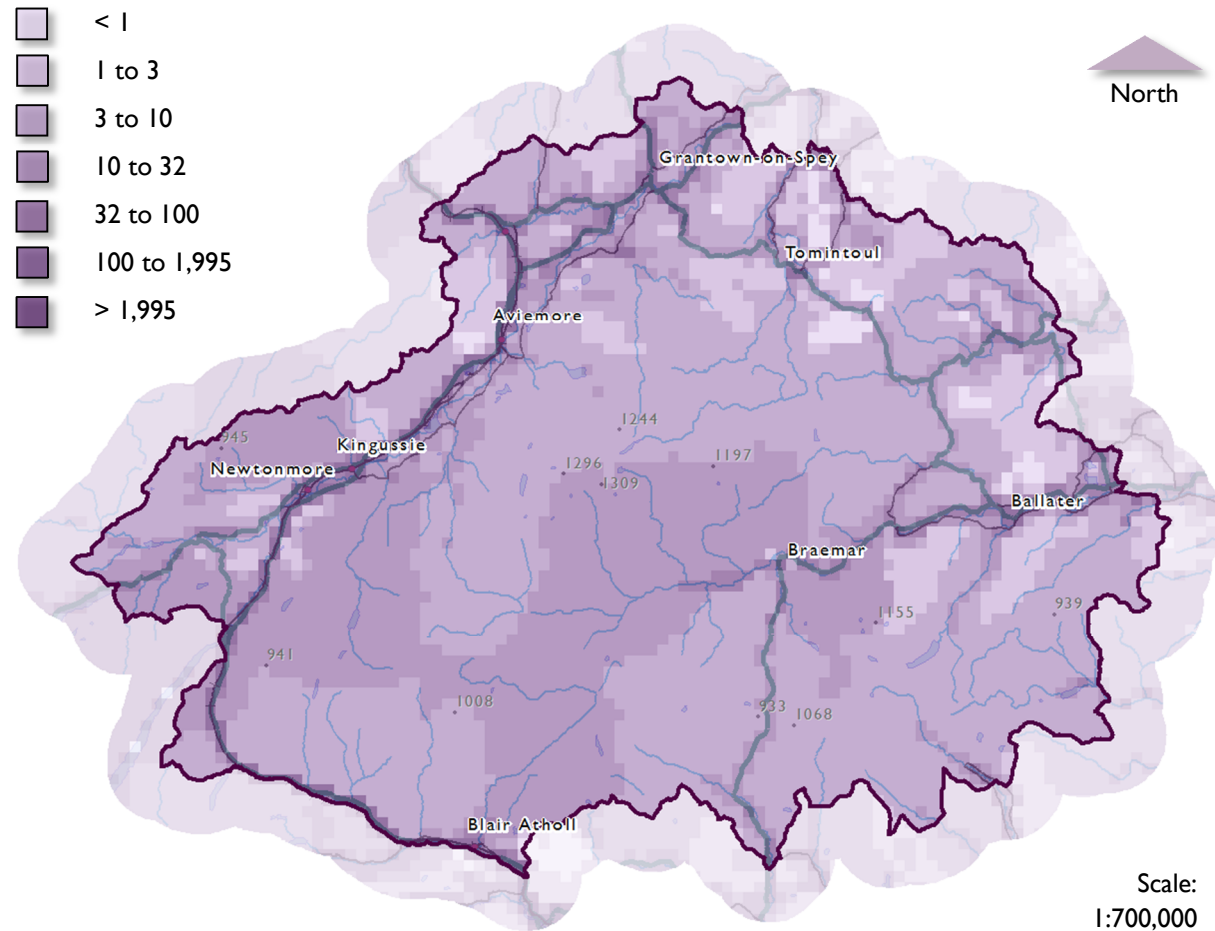 < 1
1 to 3
3 to 10
10 to 32
32 to 100
100 to 1,995
> 1,995
North
Grantown-on-Spey
Tomintoul
Aviemore
1244
945
Kingussie
1197
Newtonmore
1296
1309
Ballater
Braemar
939
1155
941
1008
933
1068
Blair Atholl
Scale:
1:700,000